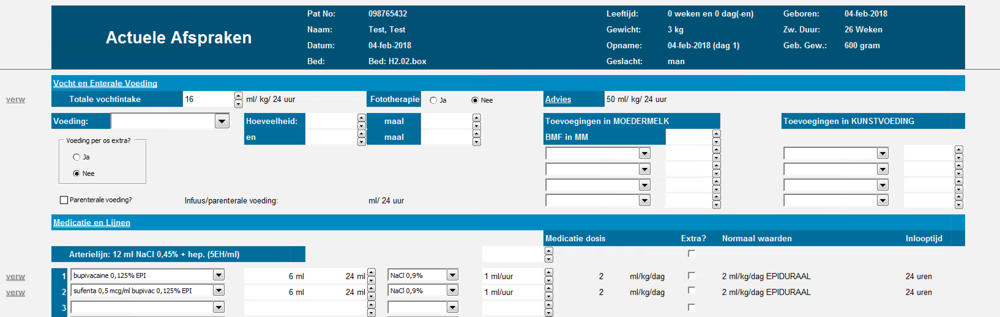 Actuele Afspraken
Pat No: 098765432 Leeftijd: 0 weken en 0 dag(-en) Geboren: 04-feb-2018
Naam: Test, Test Gewicht: 3 kg Zw. Duur: 26 Weken
Datum: 04-feb-2018 Opname: 04-feb-2018 (dag 1) Geb. Gew.: 600 gram
Bed: Bed: H2.02.box Geslacht: man
Vocht en Enterale Voeding
verw Totale vochtintake 16 ml/ kg/ 24 uur Fototherapie Ja Nee Advies 50 ml/ kg/ 24 uur
Voeding: Hoeveelheid: maal Toevoegingen in MOEDERMELK Toevoegingen in KUNSTVOEDING
en maal BMF in MM
Voeding per os extra?
Ja
Nee
Parenterale voeding? Infuus/parenterale voeding: ml/ 24 uur
Medicatie en Lijnen
Medicatie dosis Extra? Normaal waarden Inlooptijd
Arterielijn: 12 ml NaCl 0,45% + hep. (5EH/ml)
verw 1 bupivacaine 0,125% EPI 6 ml 24 ml NaCl 0,9% 1 ml/uur 2 ml/kg/dag 2 ml/kg/dag EPIDURAAL 24 uren
verw 2 sufenta 0,5 mcg/ml bupivac 0,125% EPI 6 ml 24 ml NaCl 0,9% 1 ml/uur 2 ml/kg/dag 2 ml/kg/dag EPIDURAAL 24 uren
3